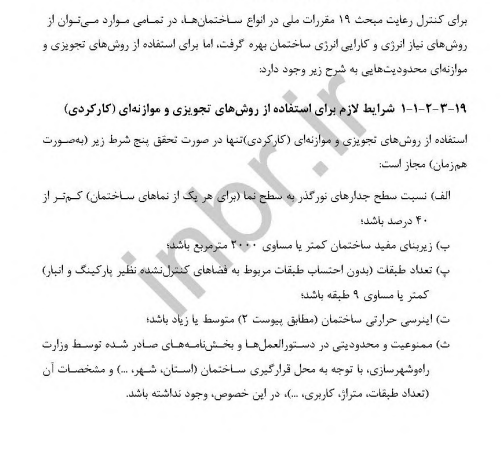 برای کنترل رعایت مبحث ۱۹ مقررات ملی در انواع ساختمان‌ها، در تمامی موارد می‌توان از
روش‌های نیاز انرژی و کارایی انرژی ساختمان بهره گرفت، اما برای استفاده از روش‌های تجویزی و
موازنه‌ای محدودیت‌هایی به شرح زیر وجود دارد:
۱۹-۳-۲-۱-۱ شرایط لازم برای استفاده از روش‌های تجویزی و موازنه‌ای (کارکردی)
استفاده از روش‌های تجویزی و موازنه‌ای (کارکردی)تنها در صورت تحقق پنج شرط زیر (به‌صورت
هم‌زمان) مجاز است:
الف) نسبت سطح جدارهای نورگذر به سطح نما (برای هر یک از نماهای ساختمان) کم‌تر از
۴۰ درصد باشد؛
ب) زیربنای مفید ساختمان کمتر یا مساوی ۲۰۰۰ مترمربع باشد؛
پ) تعداد طبقات (بدون احتساب طبقات مربوط به فضاهای کنترل‌نشده نظیر پارکینگ و انبار)
کمتر یا مساوی ۹ طبقه باشد؛
ت) اینرسی حرارتی ساختمان (مطابق پیوست ۲) متوسط یا زیاد باشد؛
ث) ممنوعیت و محدودیتی در دستورالعمل‌ها و بخش‌نامه‌های صادر شده توسط وزارت
راه‌وشهرسازی، با توجه به محل قرارگیری ساختمان (استان، شهر، ...) و مشخصات آن
(تعداد طبقات، متراژ، کاربری، ...)، در این خصوص، وجود نداشته باشد.
inbr.ir